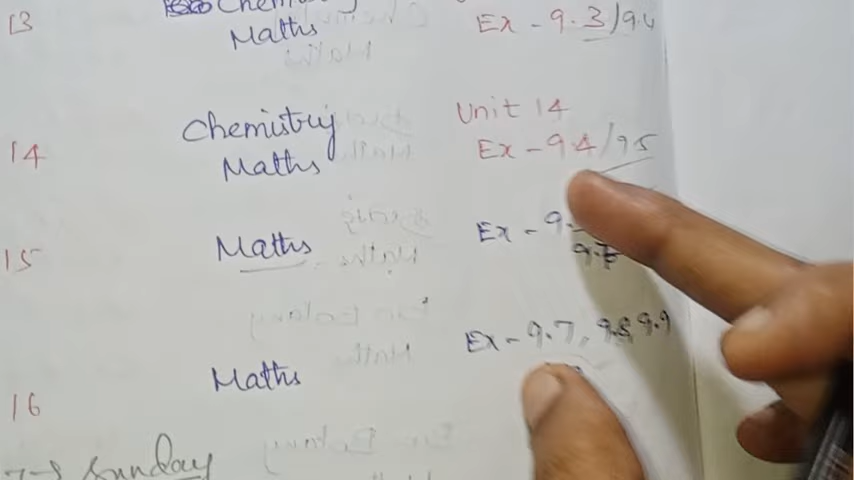 Chemistry
13 Maths Ex - 9.3/9.4
Chemistry Unit 14
14 Maths Ex - 9.4/9.5
15 Maths Ex - 9.
Maths Ex - 9.7, 9.8, 9.9
16
Sunday